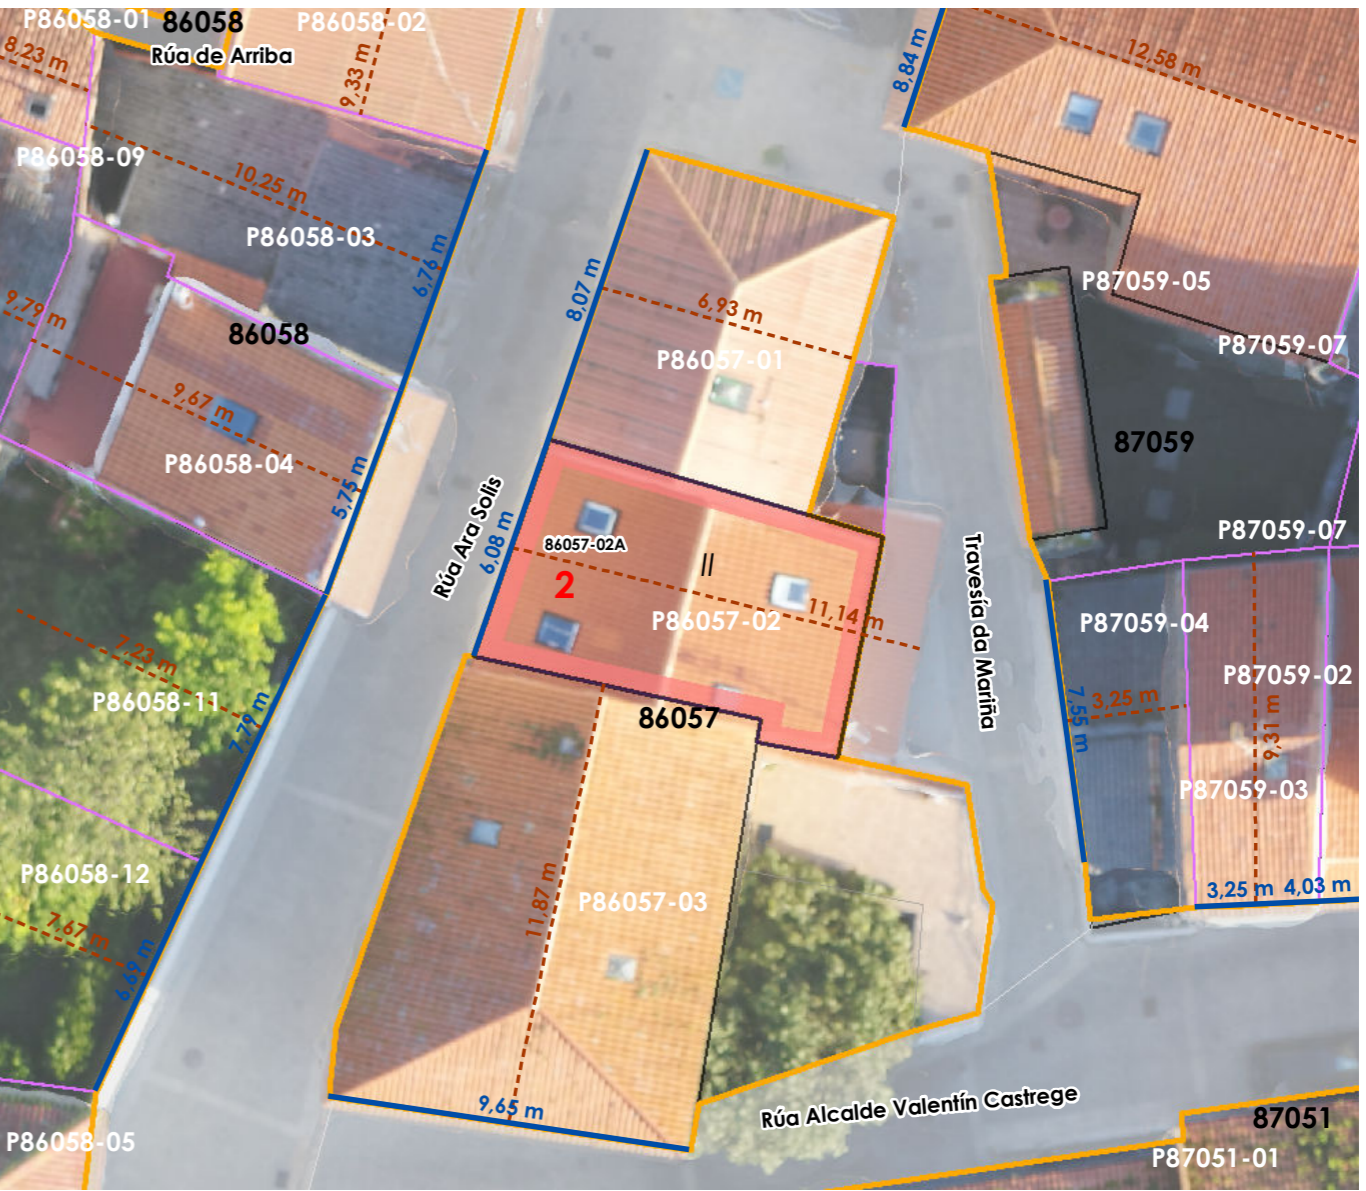 P86058-01
86058
P86058-02
Rúa de Arriba
8,23 m
9,33 m
8,84 m
12,58 m
P86058-09
10,25 m
P86058-03
6,76 m
8,07 m
6,93 m
P86057-01
P87059-05
P87059-07
9,79 m
86058
9,67 m
P86058-04
5,75 m
87059
Rúa Ara Solis
6,08 m
86057-02A
2
II
P86057-02
11,14 m
Travesía da Mariña
P87059-07
P87059-04
P87059-02
7,23 m
P86058-11
7,79 m
86057
7,55 m
3,25 m
9,31 m
P87059-03
P86058-12
7,67 m
6,69 m
11,87 m
P86057-03
3,25 m
4,03 m
9,65 m
Rúa Alcalde Valentín Castrege
87051
P86058-05
P87051-01